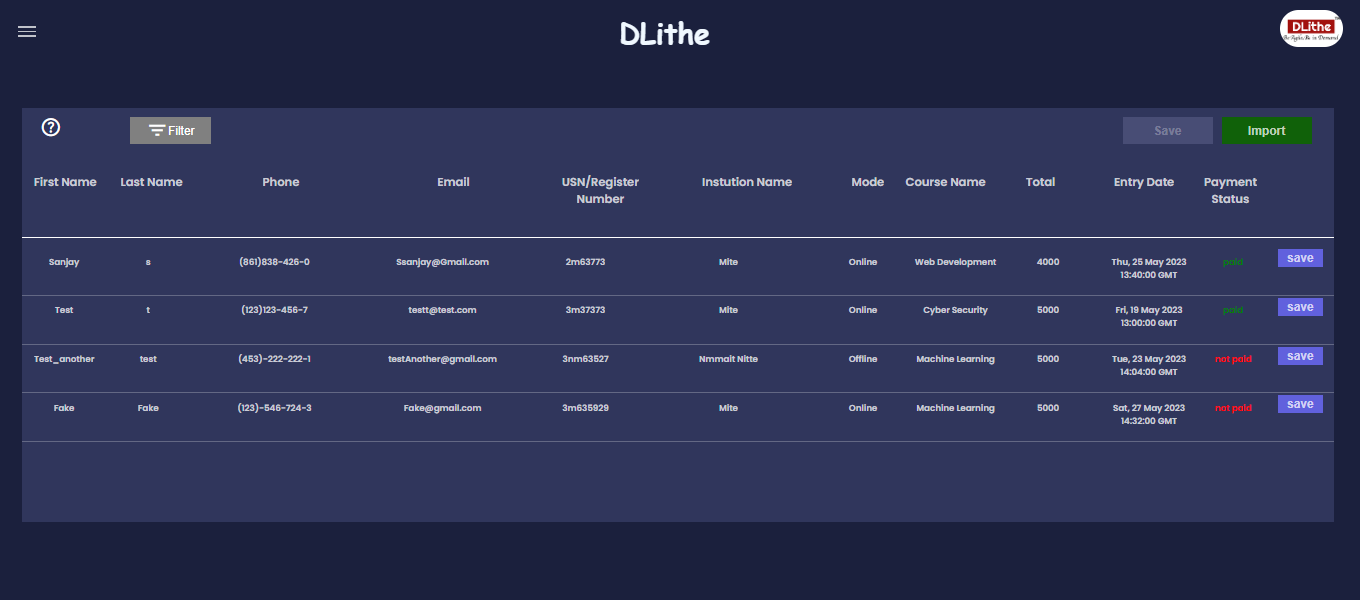 DLithe
DLithe
Be Agile, Be in Demand
? Filter Save Import
First Name Last Name Phone Email USN/Register Number Instution Name Mode Course Name Total Entry Date Payment Status
Sanjay s (861)838-426-0 Ssanjay@Gmail.com 2m63773 Mite Online Web Development 4000 Thu, 25 May 2023 paid save
13:40:00 GMT
Test t (123)123-456-7 testt@test.com 3m37373 Mite Online Cyber Security 5000 Fri, 19 May 2023 paid save
13:00:00 GMT
Test_another test (453)-222-222-1 testAnother@gmail.com 3nm63527 Nmmait Nitte Offline Machine Learning 5000 Tue, 23 May 2023 not paid save
14:04:00 GMT
Fake Fake (123)-546-724-3 Fake@gmail.com 3m635929 Mite Online Machine Learning 5000 Sat, 27 May 2023 not paid save
14:32:00 GMT